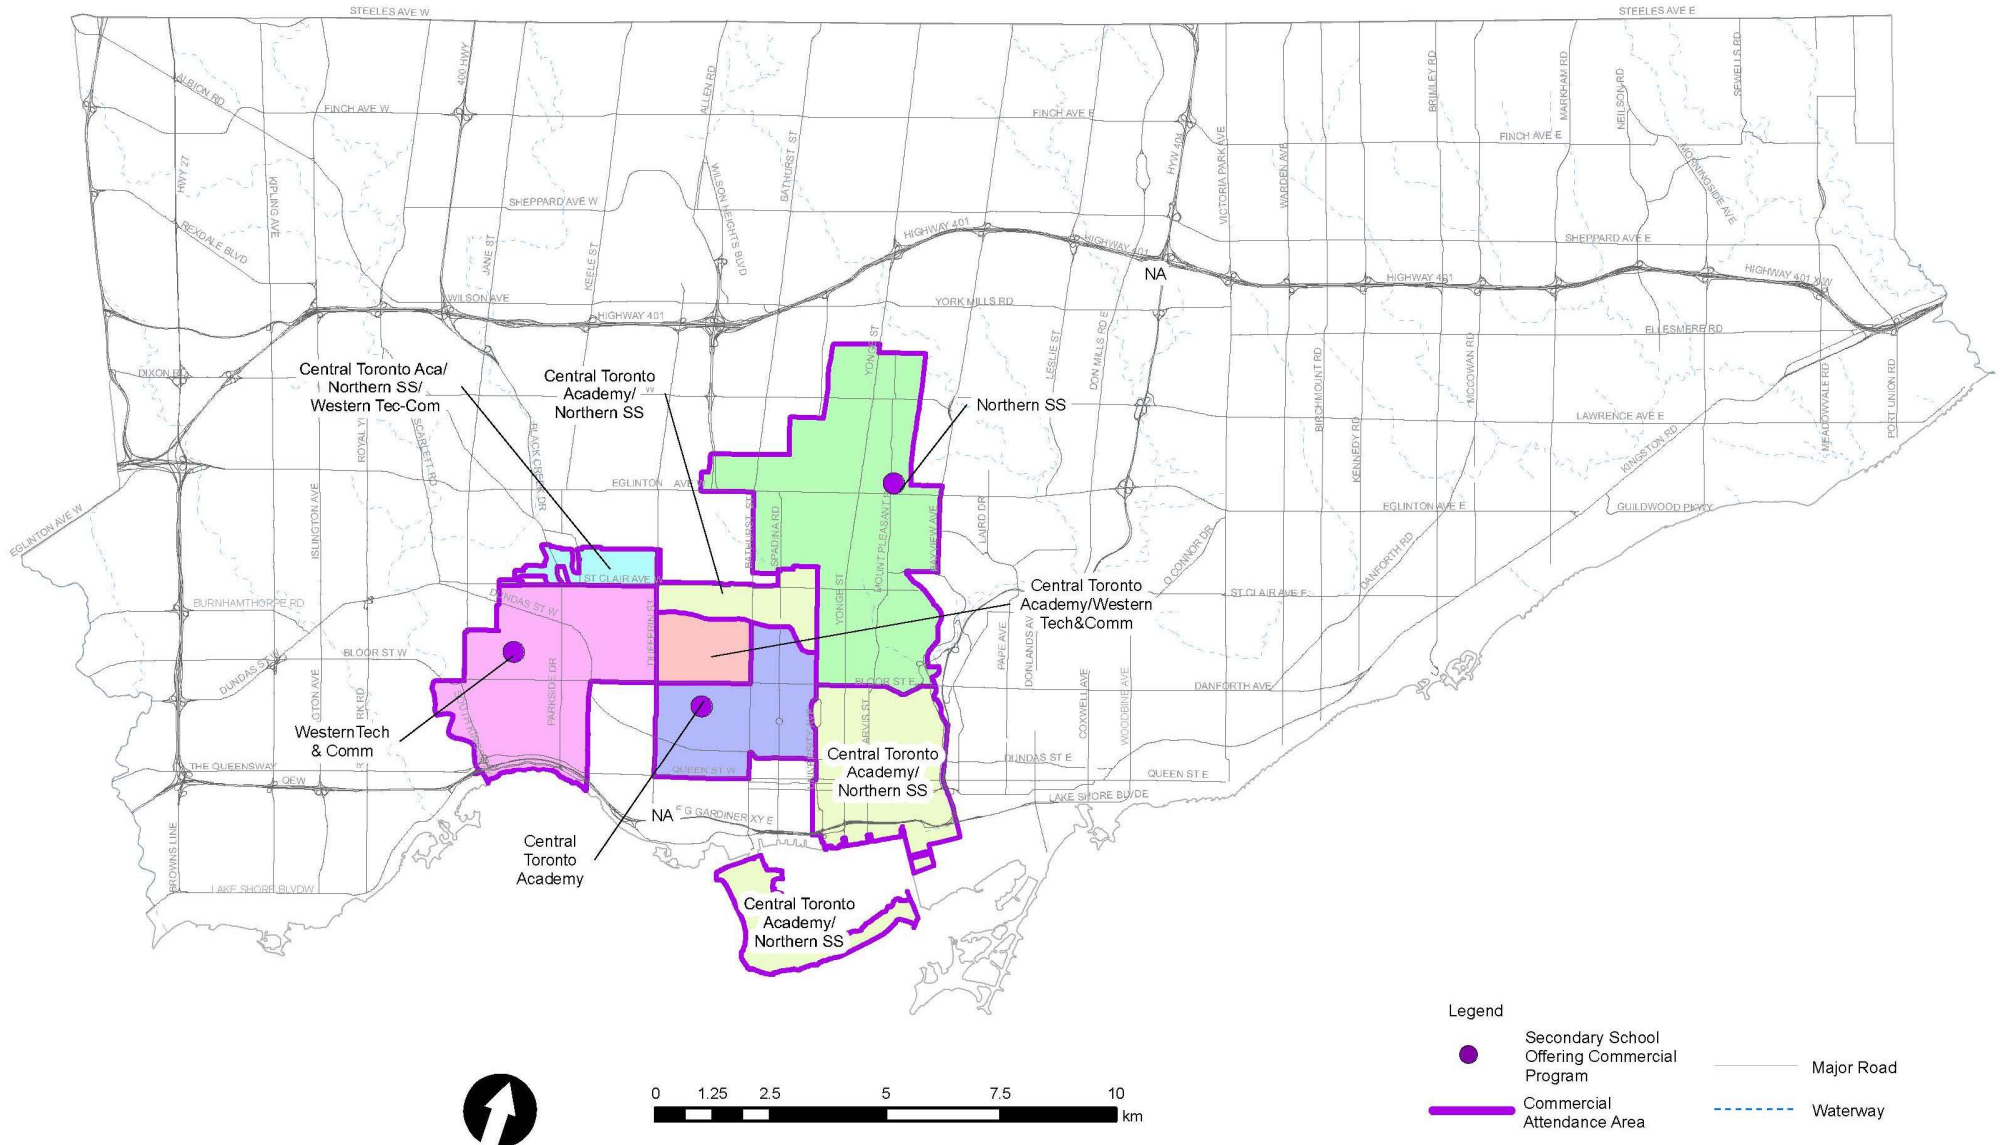 STEELES AVE W
STEELES AVE E
ALBION RD
400 HWY
ALLEN RD
BRIMLEY RD
MARKHAM RD
NEILSON RD
SEWELLS RD
FINCH AVE W
FINCH AVE E
FINCH AVE E
HWY 27
KIPLING AVE
BATHURST ST
HYW 404
VICTORIA PARK AVE
WARDEN AVE
MORNINGSIDE AVE
SHEPPARD AVE W
WILSON HEIGHTS BLVD
REXDALE BLVD
JANE ST
KEELE ST
HIGHWAY 401
HIGHWAY 401
SHEPPARD AVE E
NA
HIGHWAY 401
HIGHWAY 401 X W
WILSON AVE
HIGHWAY 401
YORK MILLS RD
ELLESMERE RD
YONGE ST
LESLIE ST
DON MILLS RD E
BIRCHMOUNT RD
MCCOWAN RD
MEADOWVALE RD
PORT UNION RD
DIXON RD
Central Toronto Aca/
Northern SS/
Western Tec-Com
Central Toronto
Academy/
Northern SS
W
Northern SS
LAWRENCE AVE E
ROYAL Y
SCARLETT RD
BLACK CREEK DR
KENNEDY RD
KINGSTON RD
EGLINTON AVE W
EGLINTON AVE W
EGLINTON AVE E
GUILDWOOD PKWY
ISLINGTON AVE
BATHURST ST
SPADINA RD
MOUNT PLEASANT
BAYVIEW AVE
LAIRD DR
O CONNOR DR
DANFORTH RD
ST CLAIR AVE W
ST CLAIR AVE E
Central Toronto
Academy/Western
Tech&Comm
BURNHAMTHORPE RD
DUNDAS ST W
DUFFERIN ST
YONGE ST
PAPE AVE
DONLANDS AV
COXWELL AVE
WOODBINE AVE
BLOOR ST W
DUNDAS ST W
PARKSIDE DR
BLOOR ST E
DANFORTH AVE
GTON AVE
RK RD
WesternTech
& Comm
ARVIS ST
Central Toronto
Academy/
Northern SS
DUNDAS ST E
THE QUEENSWAY
QEW
QUEEN ST W
QUEEN ST E
LAKE SHORE BLVDE
NA
F G GARDINER XY E
BROWNS LINE
LAKE SHORE BLVDW
Central
Toronto
Academy
Central Toronto
Academy/
Northern SS
Legend
Secondary School
Offering Commercial
Program
Major Road
Commercial
Attendance Area
Waterway
0 1.25 2.5 5 7.5 10
km